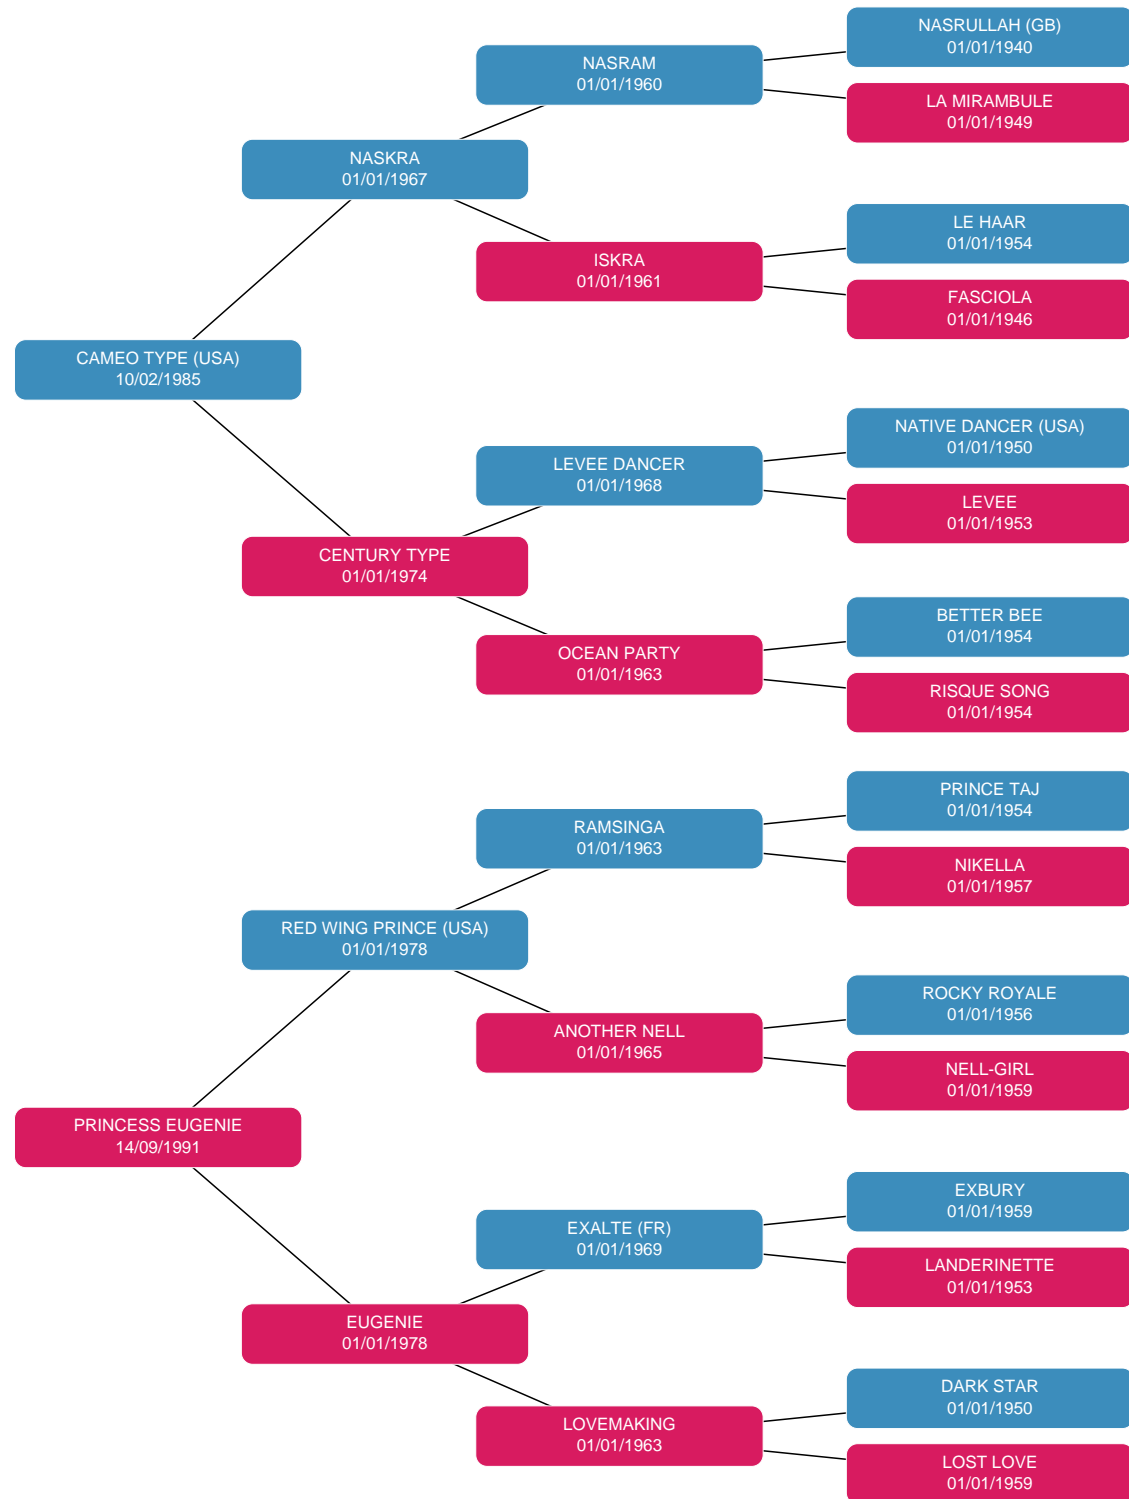 NASRULLAH (GB)
01/01/1940
NASRAM
01/01/1960
LA MIRAMBULE
01/01/1949
NASKRA
01/01/1967
LE HAAR
01/01/1954
ISKRA
01/01/1961
FASCIOLA
01/01/1946
CAMEO TYPE (USA)
10/02/1985
NATIVE DANCER (USA)
01/01/1950
LEVEE DANCER
01/01/1968
LEVEE
01/01/1953
CENTURY TYPE
01/01/1974
BETTER BEE
01/01/1954
OCEAN PARTY
01/01/1963
RISQUE SONG
01/01/1954
PRINCE TAJ
01/01/1954
RAMSINGA
01/01/1963
NIKELLA
01/01/1957
RED WING PRINCE (USA)
01/01/1978
ROCKY ROYALE
01/01/1956
ANOTHER NELL
01/01/1965
NELL-GIRL
01/01/1959
PRINCESS EUGENIE
14/09/1991
EXBURY
01/01/1959
EXALTE (FR)
01/01/1969
LANDERINETTE
01/01/1953
EUGENIE
01/01/1978
DARK STAR
01/01/1950
LOVEMAKING
01/01/1963
LOST LOVE
01/01/1959